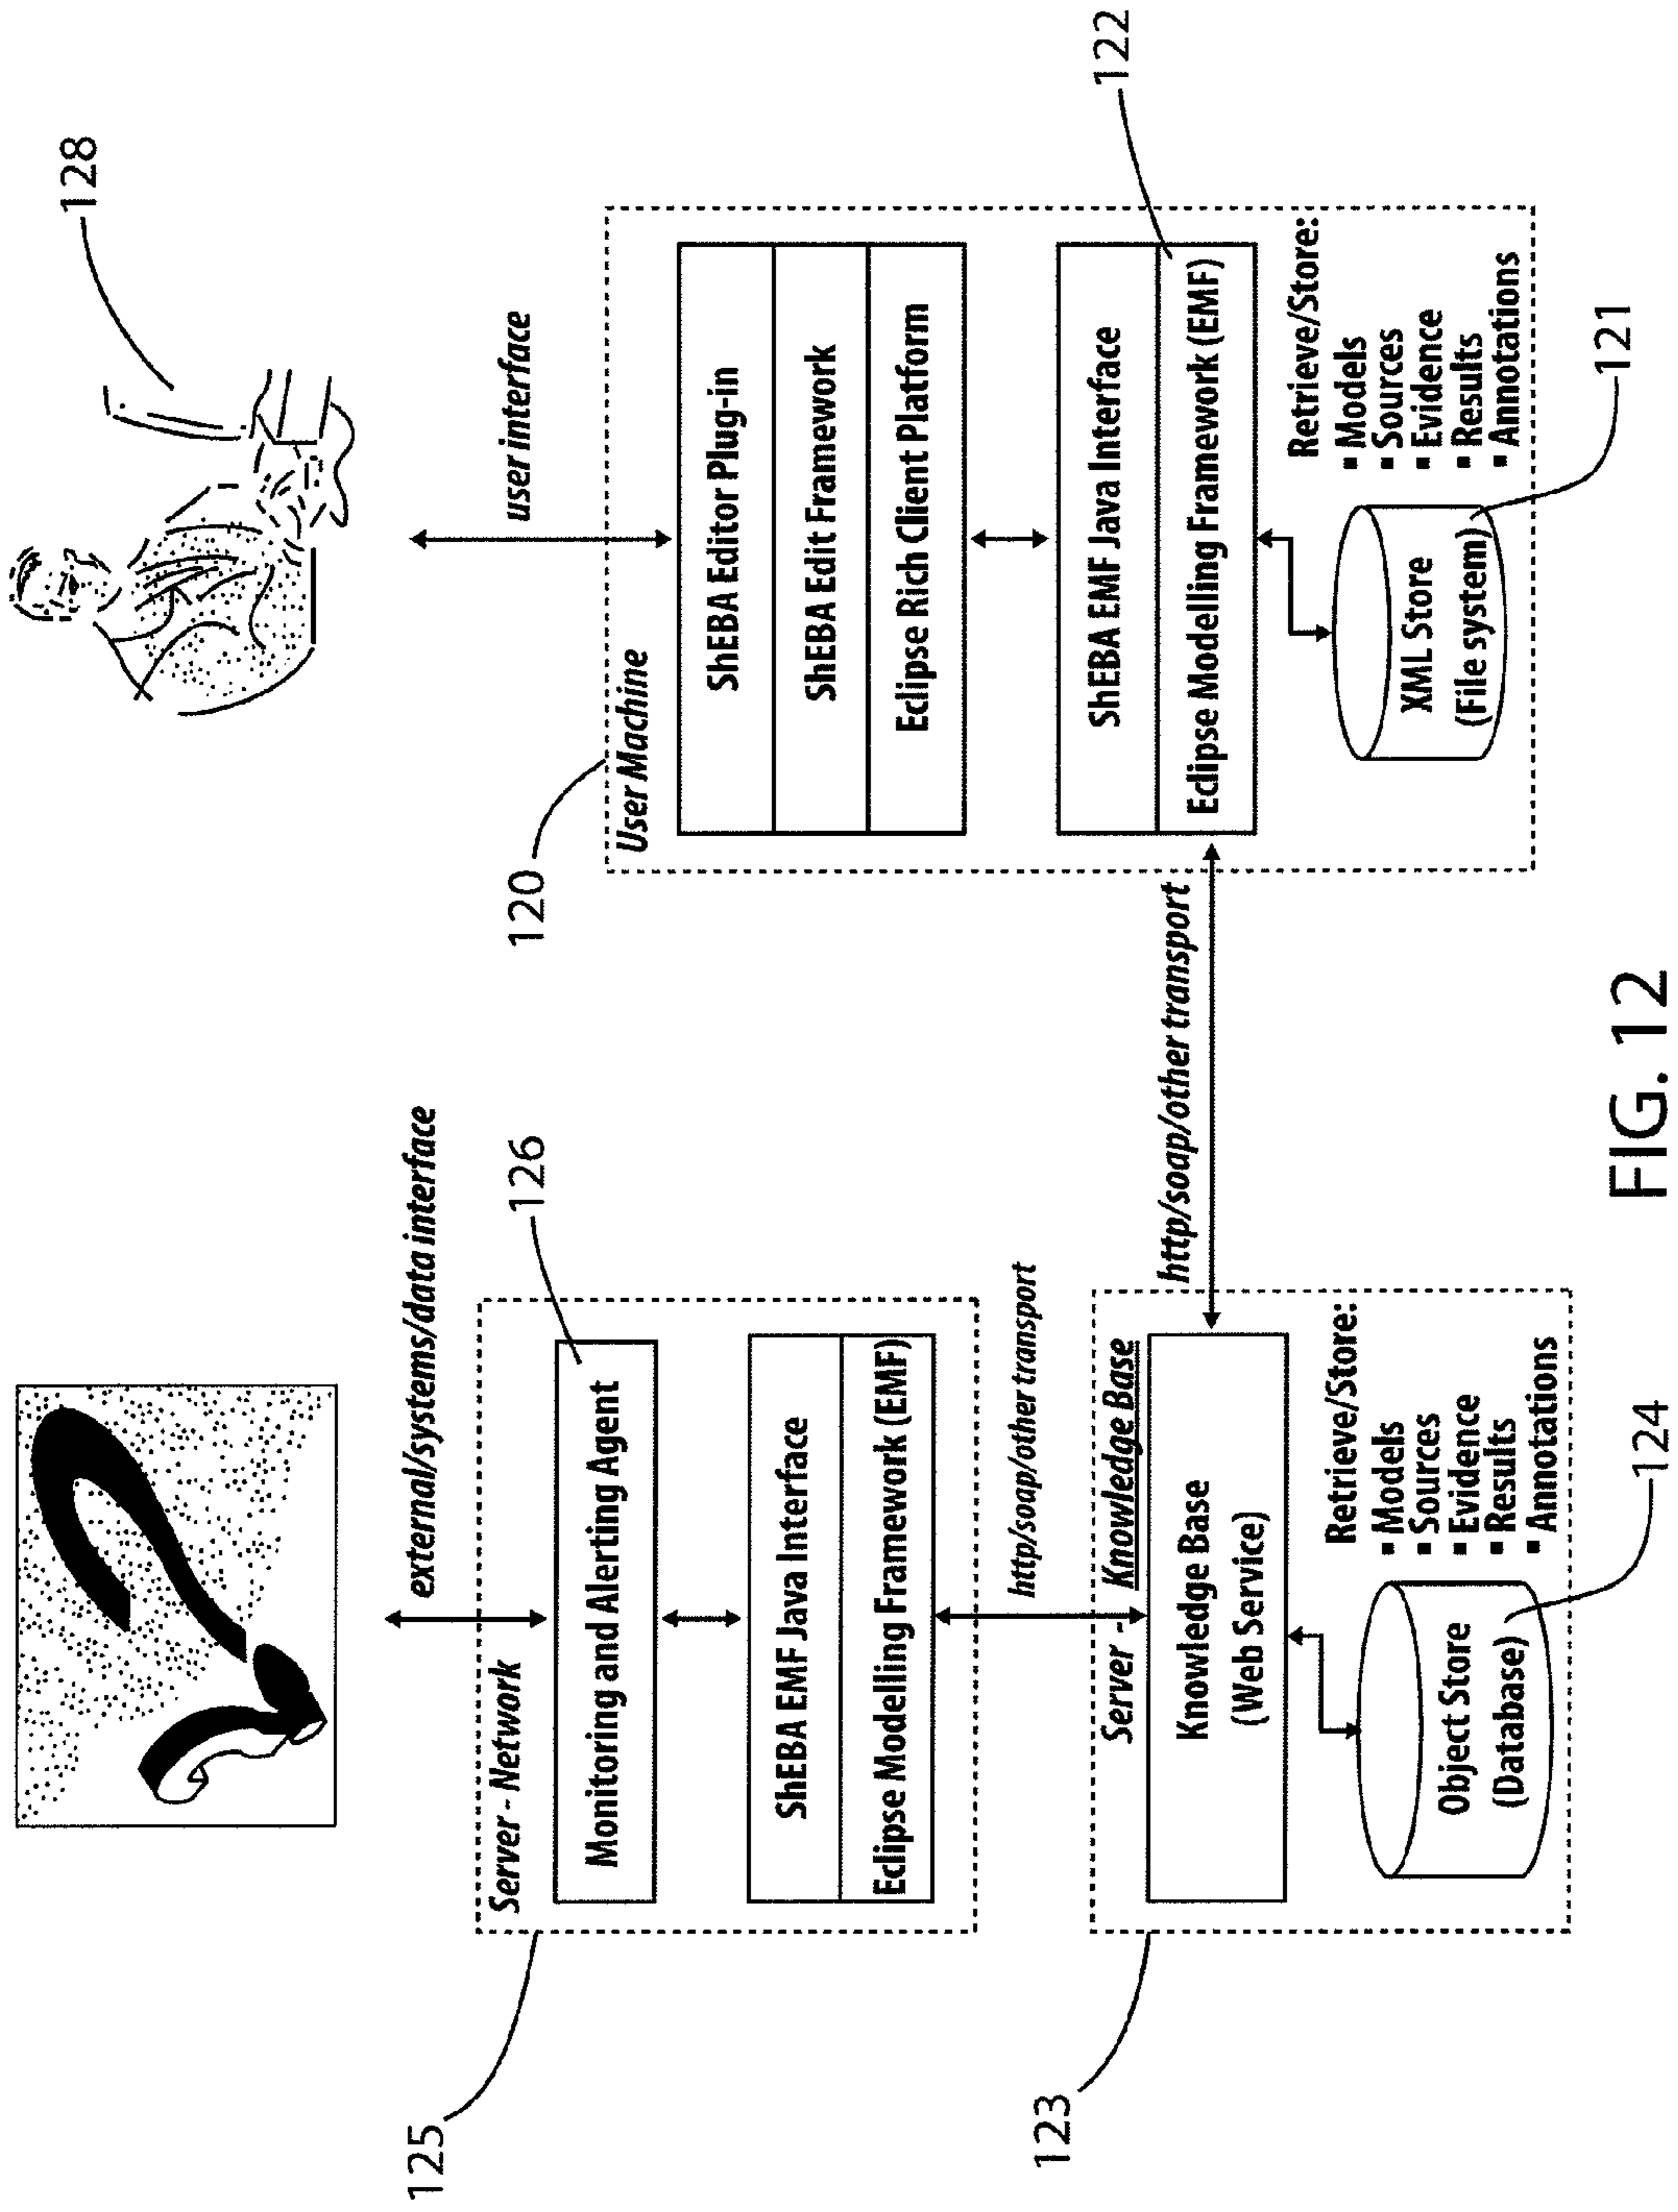 128
user interface
120
User Machine
ShEBA Editor Plug-in
ShEBA Edit Framework
Eclipse Rich Client Platform
122
ShEBA EMF Java Interface
Eclipse Modelling Framework (EMF)
XML Store
(File system)
121
Retrieve/Store:
▪ Models
▪ Sources
▪ Evidence
▪ Results
▪ Annotations
http/soap/other transport
external/systems/data interface
125
Server - Network
126
Monitoring and Alerting Agent
ShEBA EMF Java Interface
Eclipse Modelling Framework (EMF)
http/soap/other transport
123
Server - Knowledge Base
Knowledge Base
(Web Service)
Object Store
(Database)
124
Retrieve/Store:
▪ Models
▪ Sources
▪ Evidence
▪ Results
▪ Annotations
FIG. 12